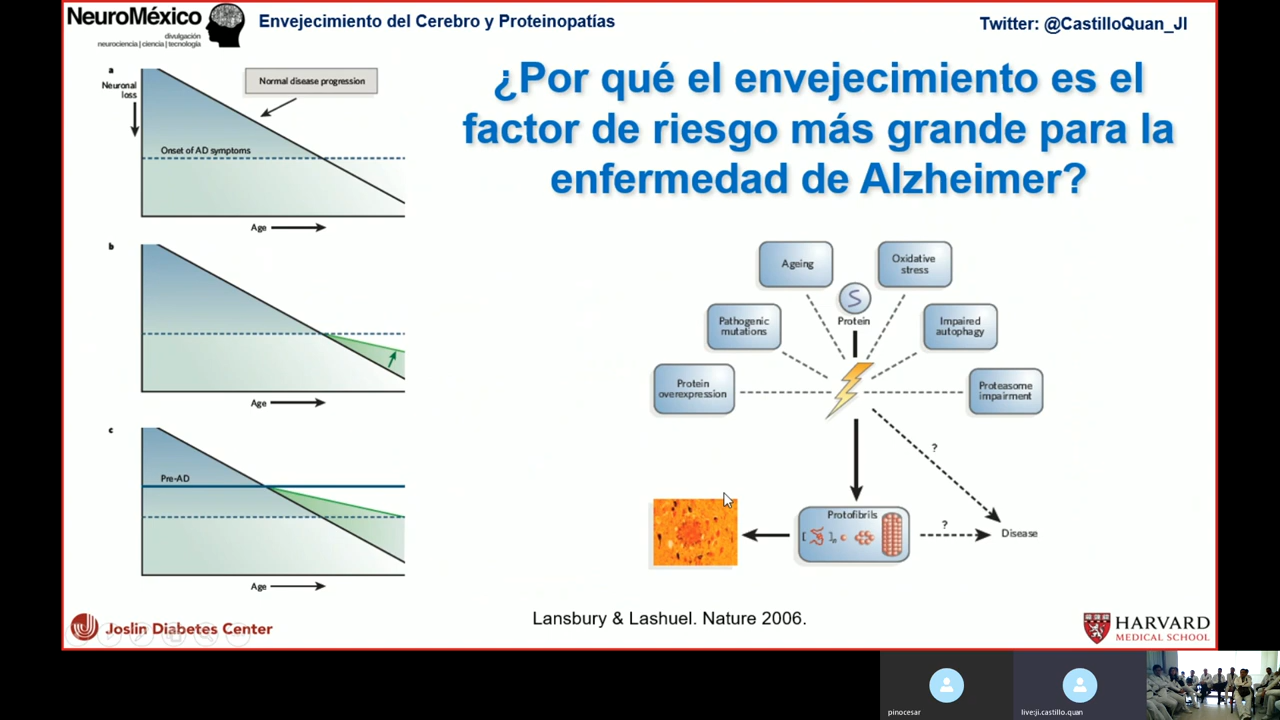 NeuroMéxico
divulgación
neurociencia | ciencia | tecnología
Envejecimiento del Cerebro y Proteinopatías
Twitter: @CastilloQuan_JI
¿Por qué el envejecimiento es el
factor de riesgo más grande para la
enfermedad de Alzheimer?
a
Neuronal
loss
Normal disease progression
Onset of AD symptoms
Age
b
Age
c
Pre-AD
Age
Ageing
Oxidative
stress
S
Protein
Pathogenic
mutations
Impaired
autophagy
Protein
overexpression
Proteasome
impairment
?
Protofibrils
[ ]n
?
Disease
Lansbury & Lashuel. Nature 2006.
Joslin Diabetes Center
HARVARD
MEDICAL SCHOOL
pinocesar
live:ji.castillo.quan